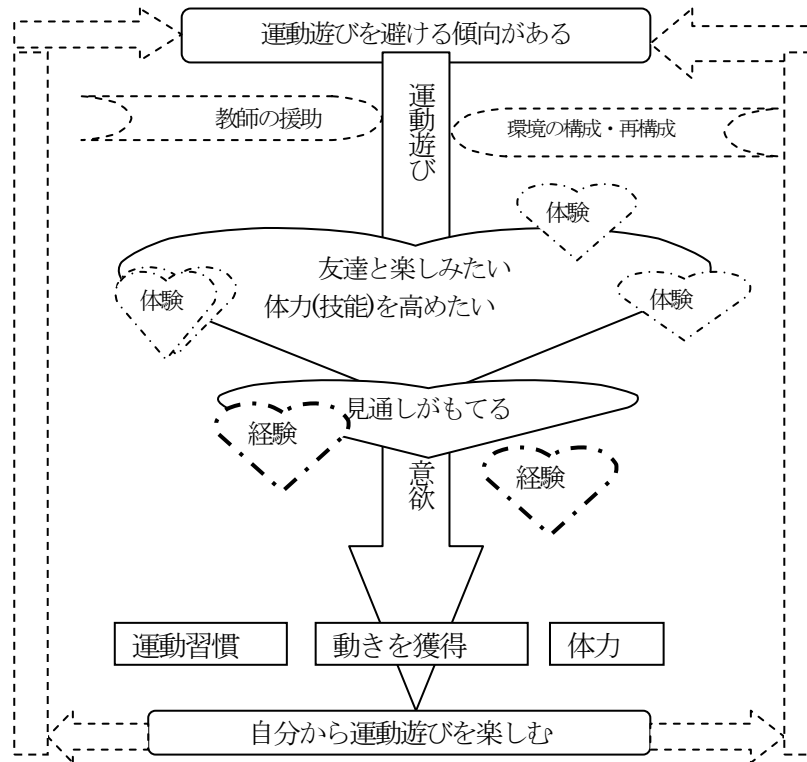 運動遊びを避ける傾向がある
運動遊び
教師の援助
環境の構成・再構成
体験
友達と楽しみたい
体力(技能)を高めたい
体験
体験
見通しがもてる
経験
経験
意欲
運動習慣
動きを獲得
体力
自分から運動遊びを楽しむ